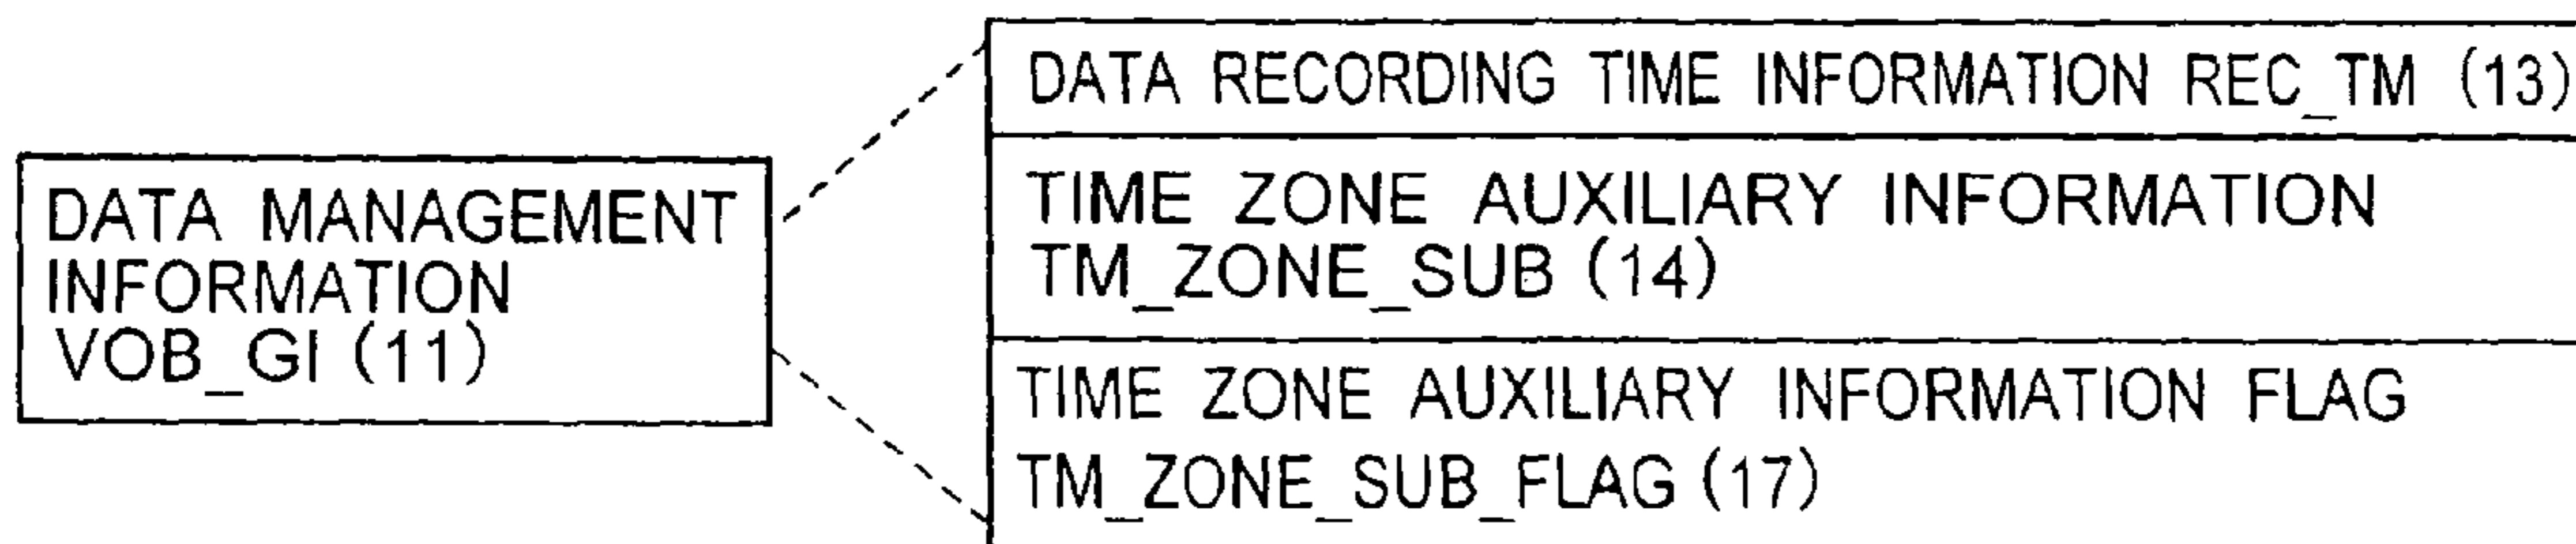 DATA MANAGEMENT
INFORMATION
VOB_GI (11)
DATA RECORDING TIME INFORMATION REC_TM (13)
TIME ZONE AUXILIARY INFORMATION
TM_ZONE_SUB (14)
TIME ZONE AUXILIARY INFORMATION FLAG
TM_ZONE_SUB_FLAG (17)